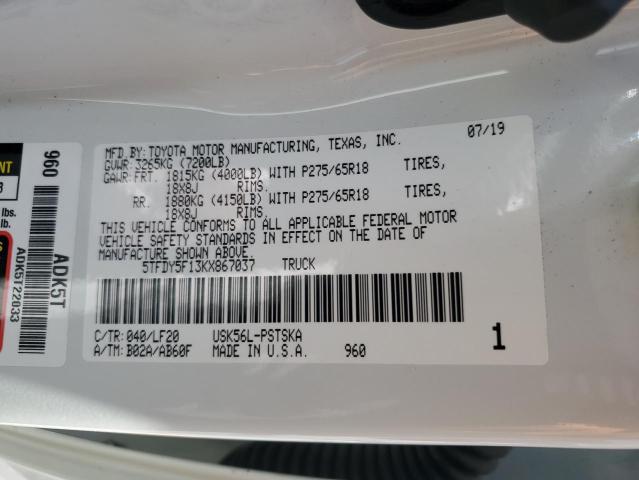 MFD. BY: TOYOTA MOTOR MANUFACTURING, TEXAS, INC. 07/19
GVWR: 3265KG (7200LB)
GAWR: FRT. 1815KG (4000LB) WITH P275/65R18 TIRES,
18X8J RIMS.
RR. 1880KG (4150LB) WITH P275/65R18 TIRES,
18X8J RIMS.
THIS VEHICLE CONFORMS TO ALL APPLICABLE FEDERAL MOTOR
VEHICLE SAFETY STANDARDS IN EFFECT ON THE DATE OF
MANUFACTURE SHOWN ABOVE.
5TFDY5F13KX867037 TRUCK
C/TR: 040/LF20 USK56L-PSTSKA
A/TM: B02A/AB60F MADE IN U.S.A. 960 1
960
ADK5T
ADK5T22033
lbs.